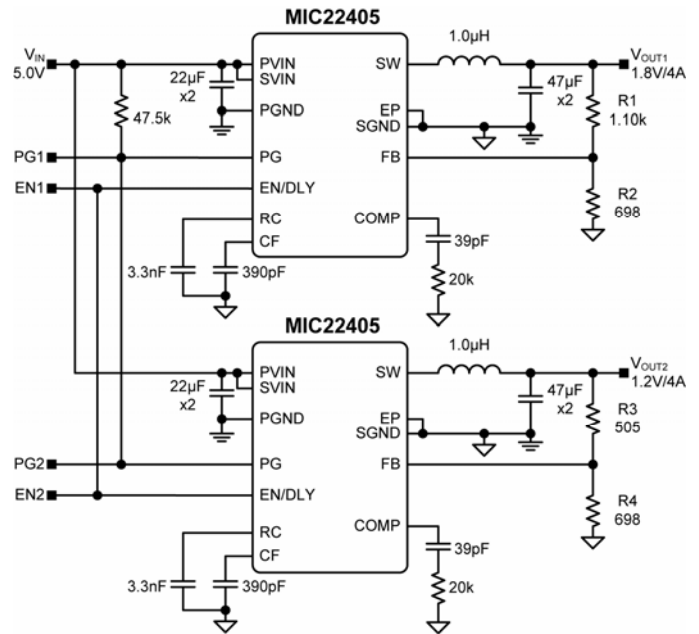 MIC22405
VIN
5.0V
22µF
x2
47.5k
PG1
EN1
PVIN
SVIN
PGND
PG
EN/DLY
RC
CF
3.3nF
390pF
SW
EP
SGND
FB
COMP
1.0µH
47µF
x2
VOUT1
1.8V/4A
R1
1.10k
R2
698
39pF
20k
MIC22405
22µF
x2
PG2
EN2
PVIN
SVIN
PGND
PG
EN/DLY
RC
CF
3.3nF
390pF
SW
EP
SGND
FB
COMP
1.0µH
47µF
x2
VOUT2
1.2V/4A
R3
505
R4
698
39pF
20k